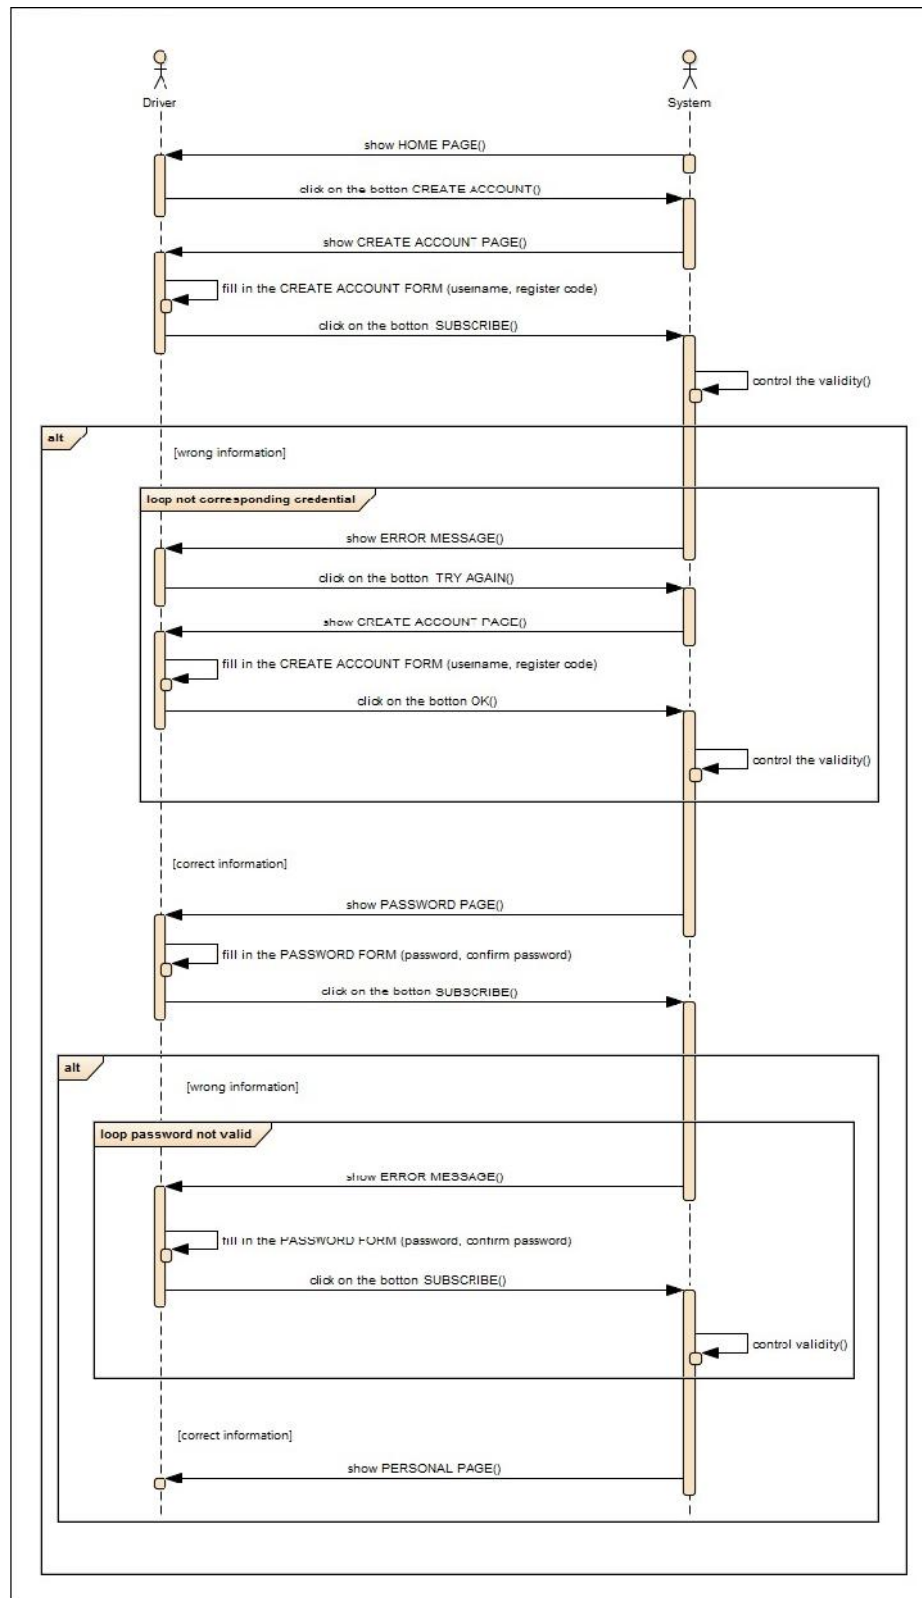 Driver
System
show HOME PAGE()
click on the botton CREATE ACCOUNT()
show CREATE ACCOUNT PAGE()
fill in the CREATE ACCOUNT FORM (username, register code)
click on the botton SUBSCRIBE()
control the validity()
alt
[wrong information]
loop not corresponding credential
show ERROR MESSAGE()
click on the botton TRY AGAIN()
show CREATE ACCOUNT PAGE()
fill in the CREATE ACCOUNT FORM (username, register code)
click on the botton OK()
control the validity()
[correct information]
show PASSWORD PAGE()
fill in the PASSWORD FORM (password, confirm password)
click on the botton SUBSCRIBE()
alt
[wrong information]
loop password not valid
show ERROR MESSAGE()
fill in the PASSWORD FORM (password, confirm password)
click on the botton SUBSCRIBE()
control validity()
[correct information]
show PERSONAL PAGE()